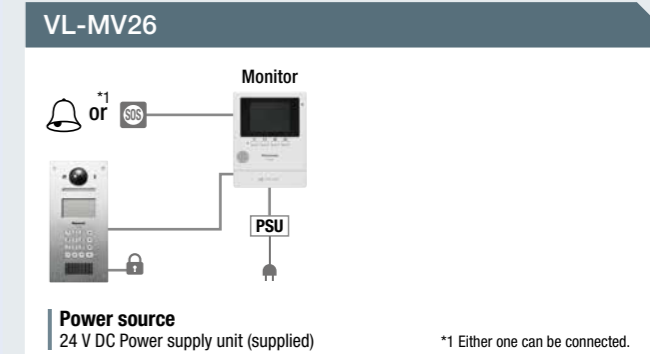 VL-MV26
Monitor
*1
or
SOS
Panasonic
PSU
Power source
24 V DC Power supply unit (supplied)
*1 Either one can be connected.